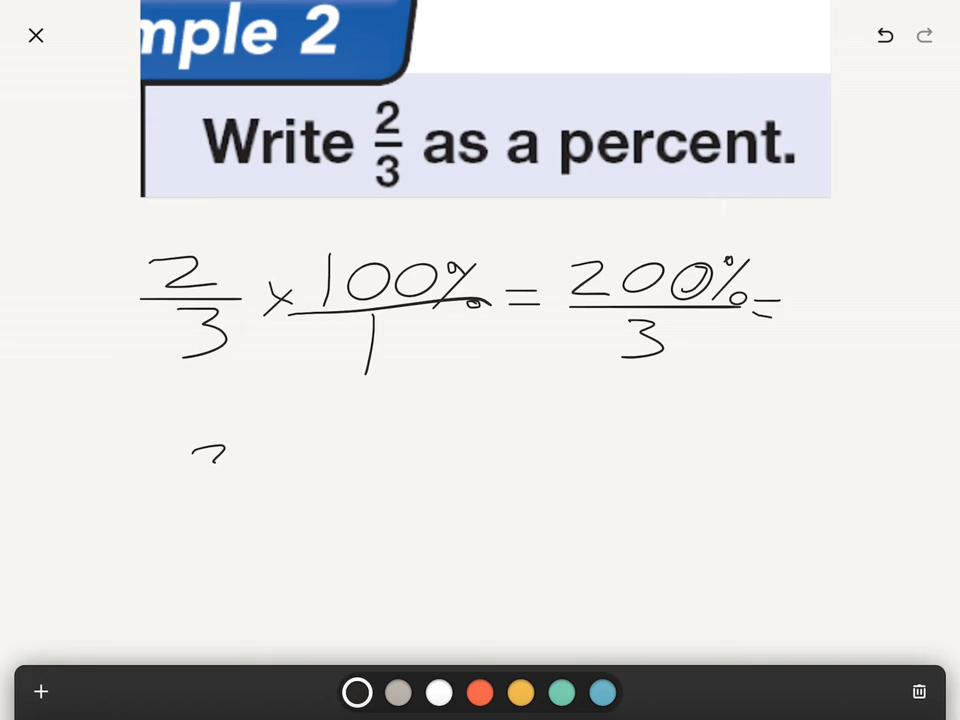 mple 2
Write 2/3 as a percent.
2/3 × 100%/1 = 200%/3 =